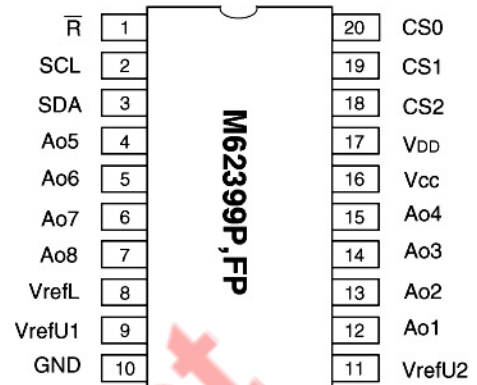 R̅ 1 20 CS0
SCL 2 19 CS1
SDA 3 18 CS2
Ao5 4 17 VDD
Ao6 5 16 Vcc
Ao7 6 15 Ao4
Ao8 7 14 Ao3
VrefL 8 13 Ao2
VrefU1 9 12 Ao1
GND 10 11 VrefU2
M62399P,FP